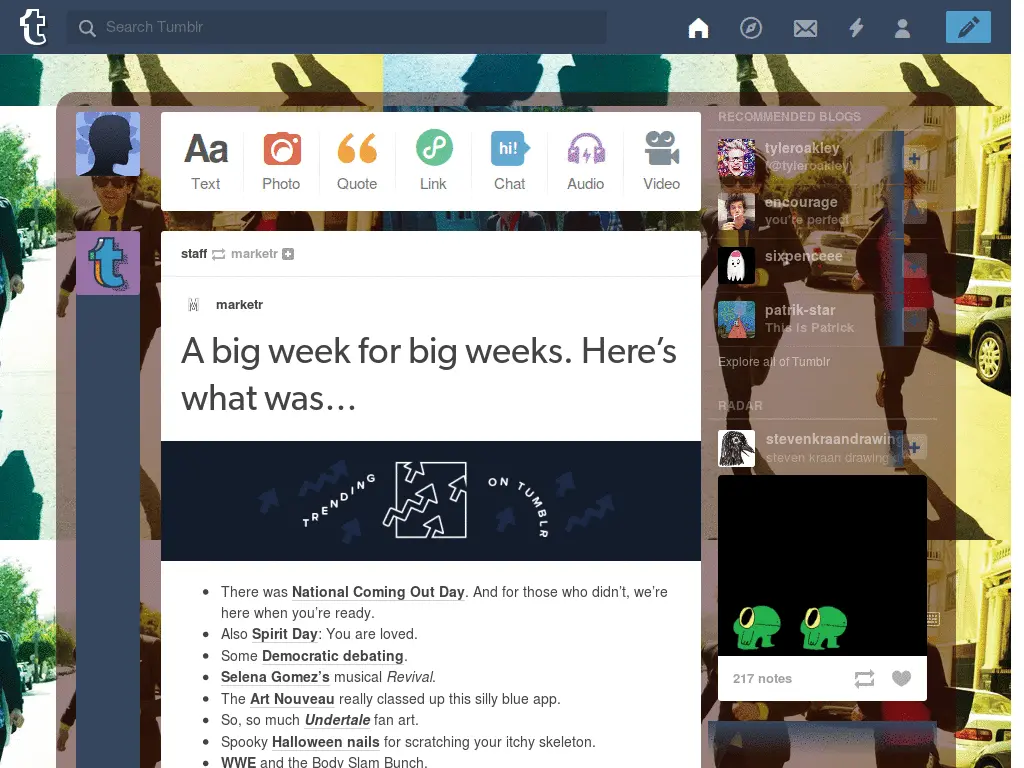 t
Search Tumblr
Aa
hi!
Text
Photo
Quote
Link
Chat
Audio
Video
staff marketr
marketr
A big week for big weeks. Here’s
what was…
TRENDING ON TUMBLR
There was National Coming Out Day. And for those who didn’t, we’re
here when you’re ready.
Also Spirit Day: You are loved.
Some Democratic debating.
Selena Gomez’s musical Revival.
The Art Nouveau really classed up this silly blue app.
So, so much Undertale fan art.
Spooky Halloween nails for scratching your itchy skeleton.
WWE and the Body Slam Bunch.
RECOMMENDED BLOGS
tyleroakley
@tyleroakley
encourage
you're perfect
sixpenceee
patrik-star
This is Patrick
Explore all of Tumblr
RADAR
stevenkraandrawing
steven kraan drawing
217 notes